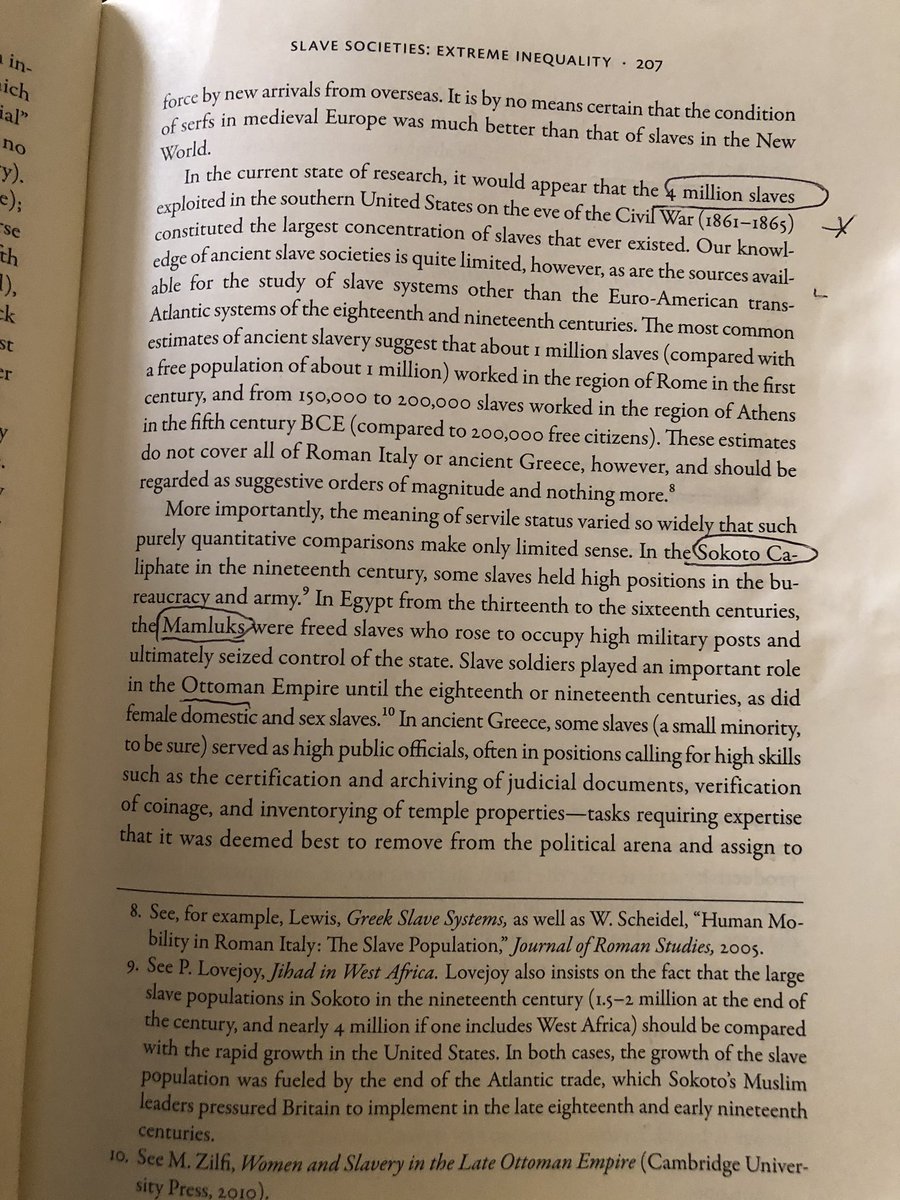 in-
ich
ial"
no
y).
e);
rse
th
l),
ck
st
er
y
SLAVE SOCIETIES: EXTREME INEQUALITY · 207
force by new arrivals from overseas. It is by no means certain that the condition
of serfs in medieval Europe was much better than that of slaves in the New
World.
In the current state of research, it would appear that the 4 million slaves
exploited in the southern United States on the eve of the Civil War (1861–1865)
constituted the largest concentration of slaves that ever existed. Our knowl-
edge of ancient slave societies is quite limited, however, as are the sources avail-
able for the study of slave systems other than the Euro-American trans-
Atlantic systems of the eighteenth and nineteenth centuries. The most common
estimates of ancient slavery suggest that about 1 million slaves (compared with
a free population of about 1 million) worked in the region of Rome in the first
century, and from 150,000 to 200,000 slaves worked in the region of Athens
in the fifth century BCE (compared to 200,000 free citizens). These estimates
do not cover all of Roman Italy or ancient Greece, however, and should be
regarded as suggestive orders of magnitude and nothing more.8
More importantly, the meaning of servile status varied so widely that such
purely quantitative comparisons make only limited sense. In the Sokoto Ca-
liphate in the nineteenth century, some slaves held high positions in the bu-
reaucracy and army.9 In Egypt from the thirteenth to the sixteenth centuries,
the Mamluks were freed slaves who rose to occupy high military posts and
ultimately seized control of the state. Slave soldiers played an important role
in the Ottoman Empire until the eighteenth or nineteenth centuries, as did
female domestic and sex slaves.10 In ancient Greece, some slaves (a small minority,
to be sure) served as high public officials, often in positions calling for high skills
such as the certification and archiving of judicial documents, verification
of coinage, and inventorying of temple properties—tasks requiring expertise
that it was deemed best to remove from the political arena and assign to
8. See, for example, Lewis, Greek Slave Systems, as well as W. Scheidel, “Human Mo-
bility in Roman Italy: The Slave Population,” Journal of Roman Studies, 2005.
9. See P. Lovejoy, Jihad in West Africa. Lovejoy also insists on the fact that the large
slave populations in Sokoto in the nineteenth century (1.5–2 million at the end of
the century, and nearly 4 million if one includes West Africa) should be compared
with the rapid growth in the United States. In both cases, the growth of the slave
population was fueled by the end of the Atlantic trade, which Sokoto’s Muslim
leaders pressured Britain to implement in the late eighteenth and early nineteenth
centuries.
10. See M. Zilfi, Women and Slavery in the Late Ottoman Empire (Cambridge Univer-
sity Press, 2010).